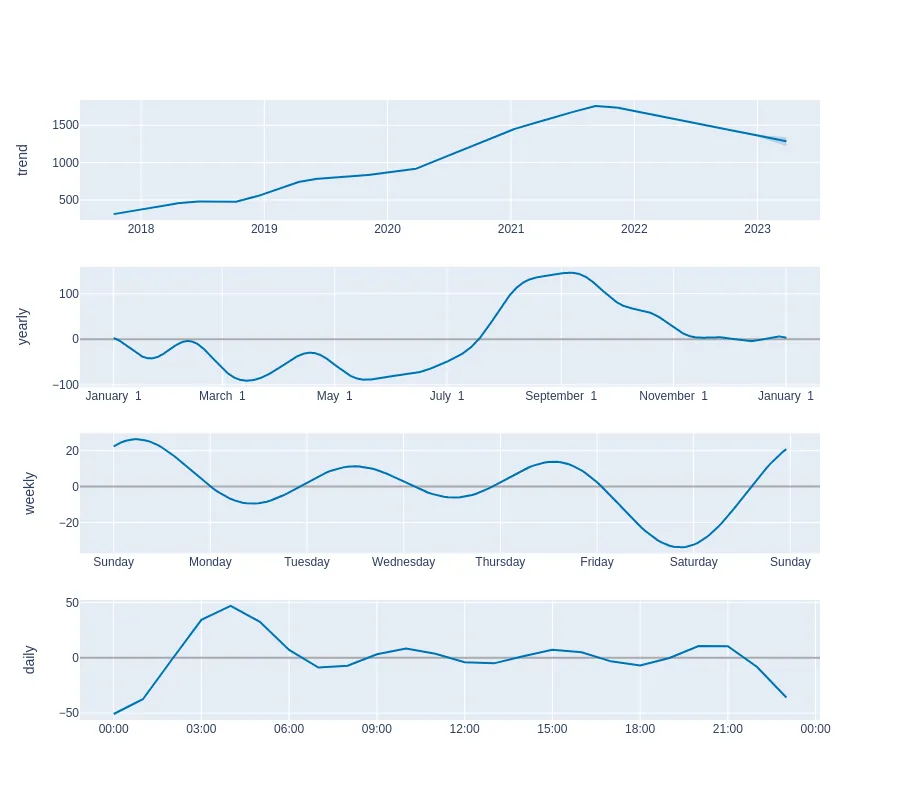 trend
1500
1000
500
2018 2019 2020 2021 2022 2023
yearly
100
0
−100
January 1 March 1 May 1 July 1 September 1 November 1 January 1
weekly
20
0
−20
Sunday Monday Tuesday Wednesday Thursday Friday Saturday Sunday
daily
50
0
−50
00:00 03:00 06:00 09:00 12:00 15:00 18:00 21:00 00:00